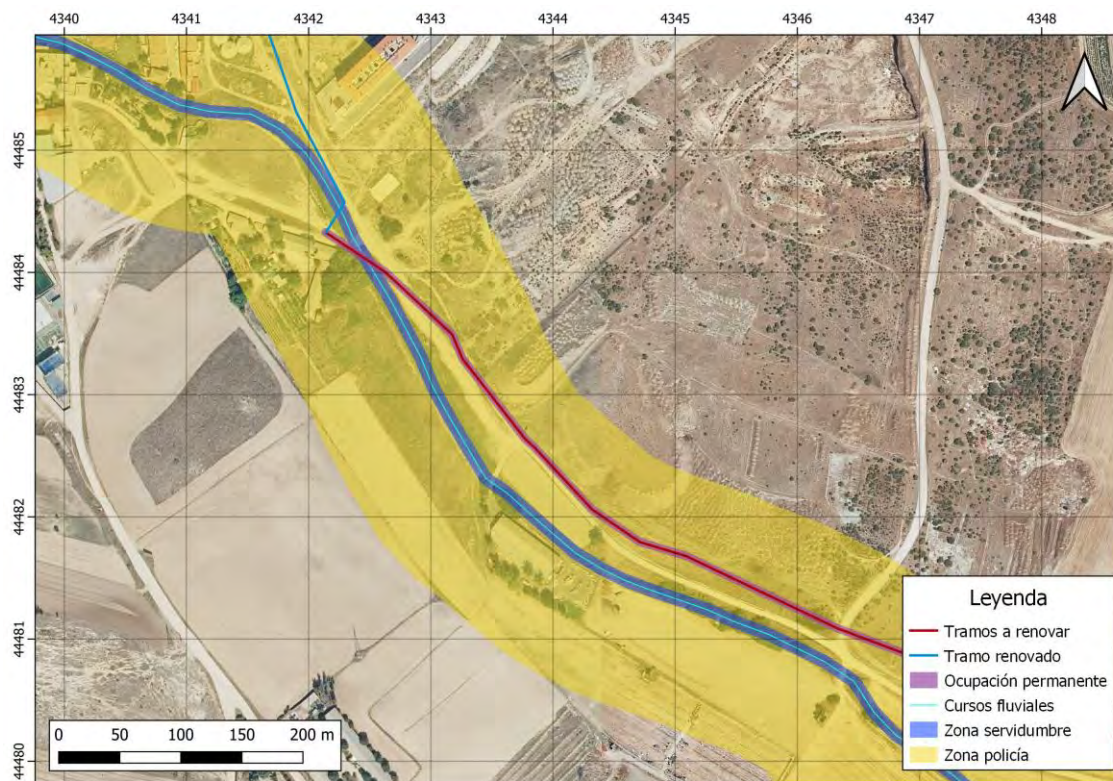 4340 4341 4342 4343 4344 4345 4346 4347 4348
44485
44484
44483
44482
44481
44480
Leyenda
Tramos a renovar
Tramo renovado
Ocupación permanente
Cursos fluviales
Zona servidumbre
Zona policía
0 50 100 150 200 m